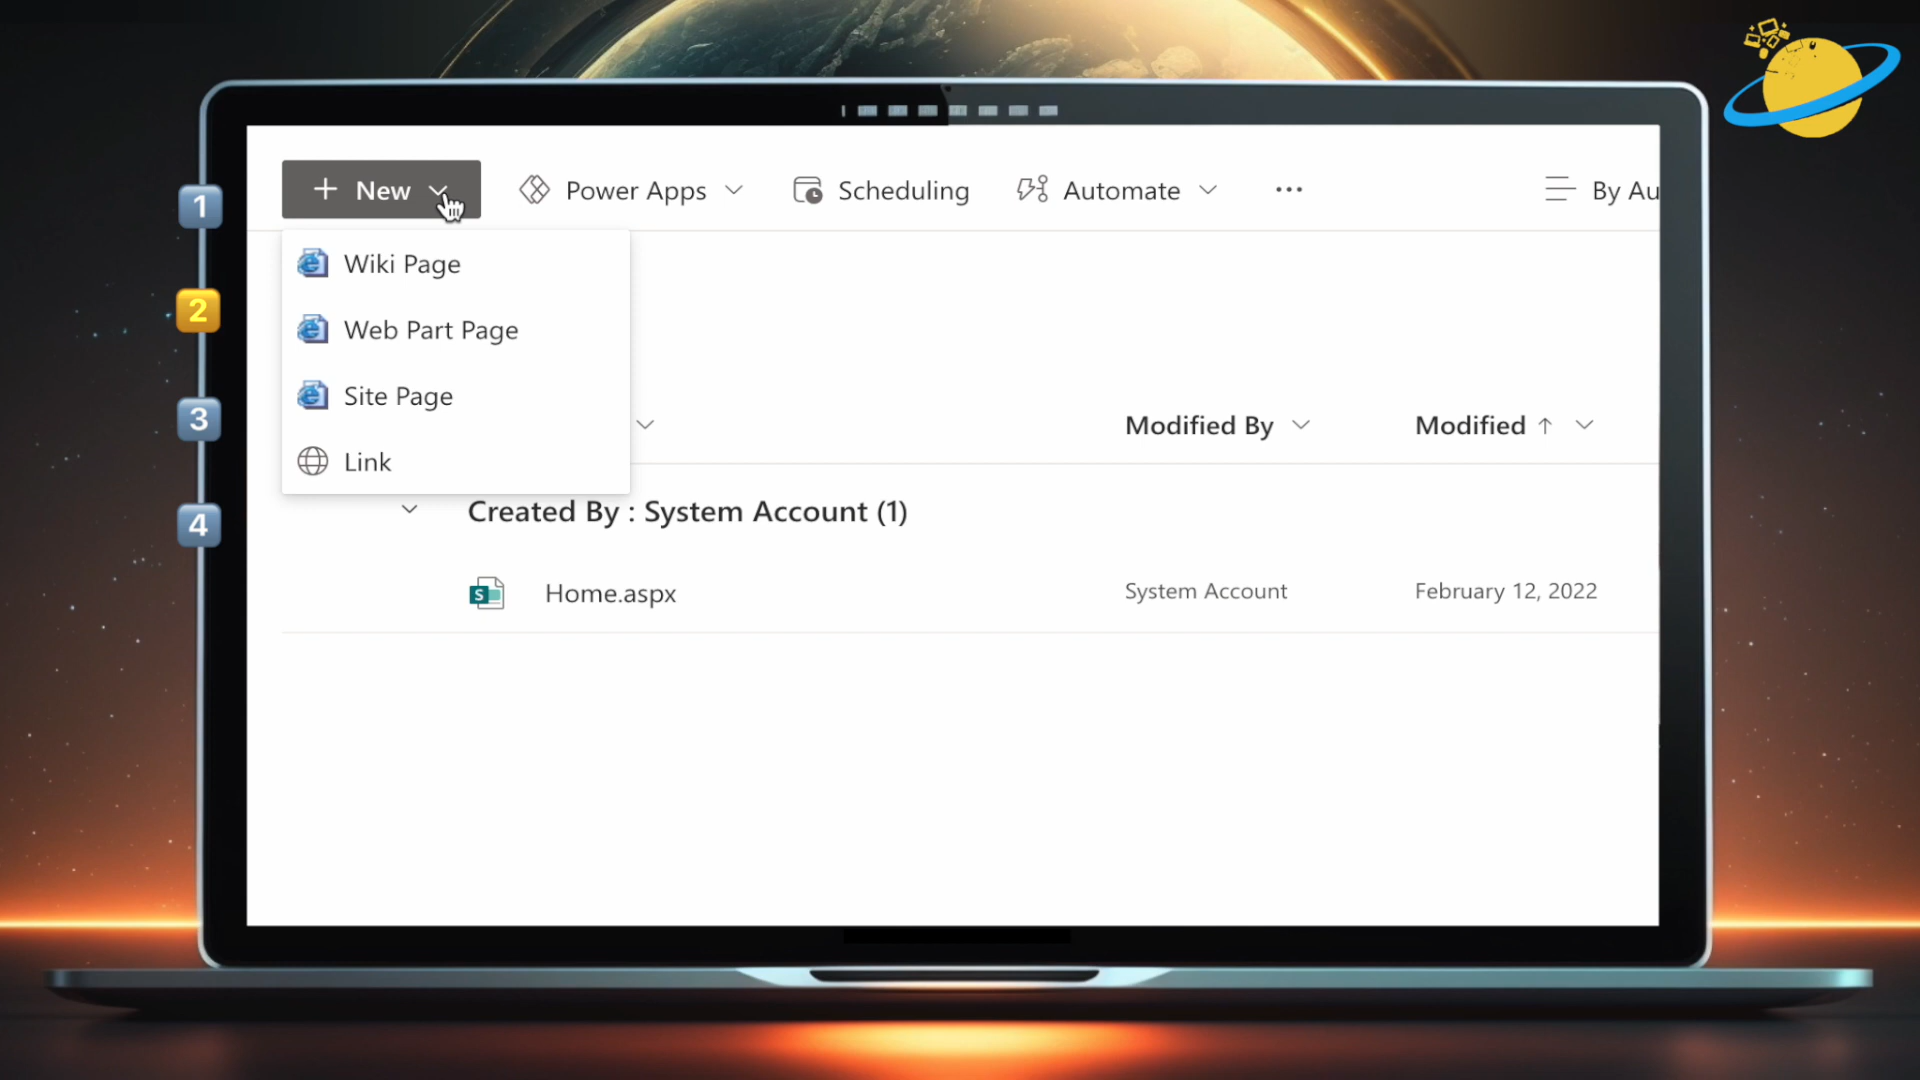 1
2
3
4
New
Power Apps
Scheduling
Automate
By Au
Wiki Page
Web Part Page
Site Page
Link
Modified By
Modified
Created By : System Account (1)
S
Home.aspx
System Account
February 12, 2022